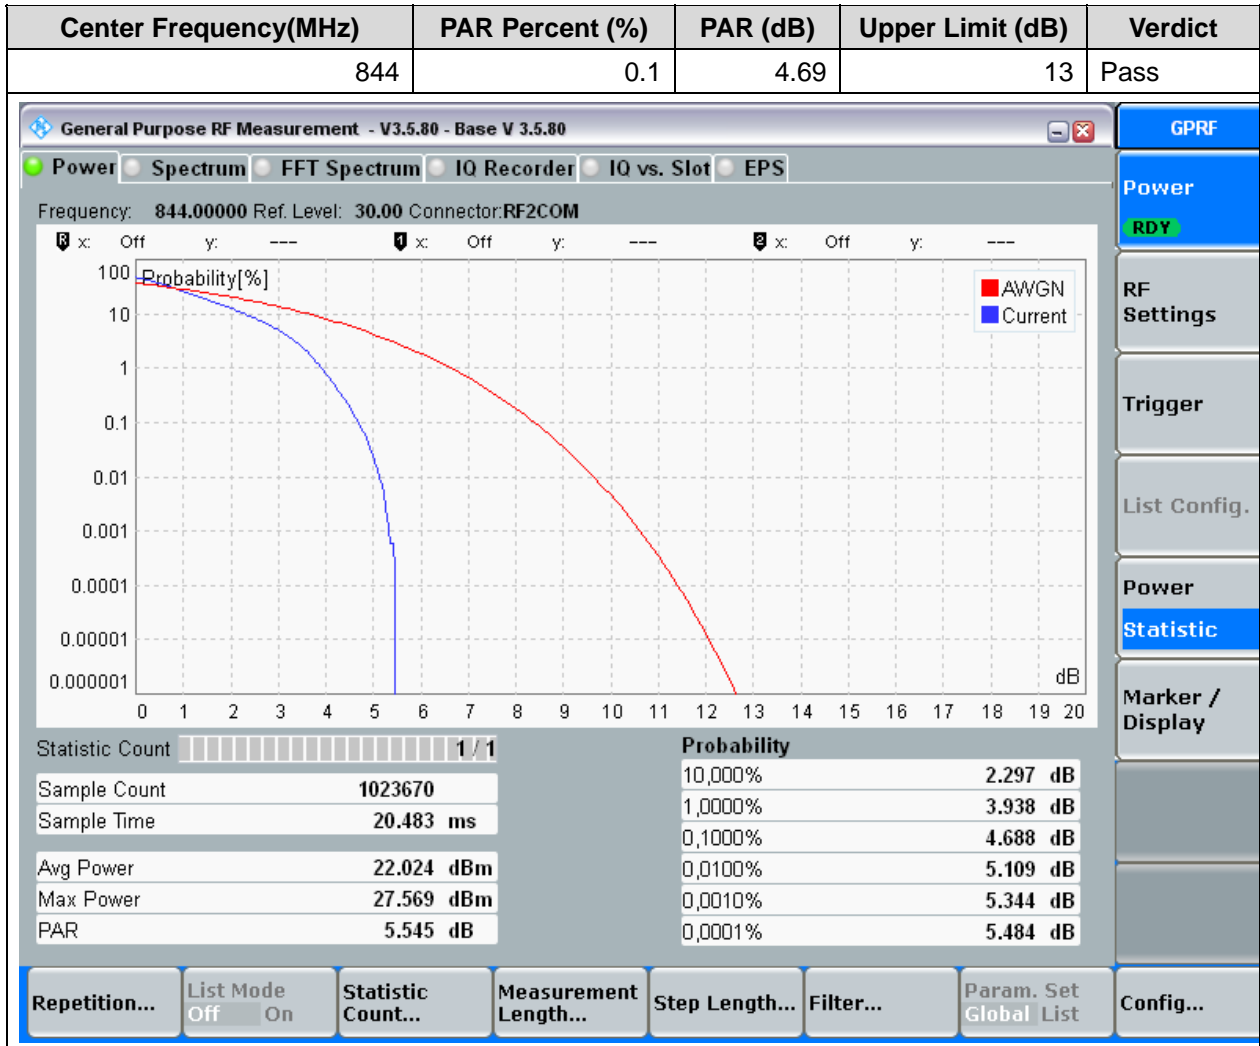 Center Frequency(MHz) PAR Percent (%) PAR (dB) Upper Limit (dB) Verdict
844 0.1 4.69 13 Pass
General Purpose RF Measurement - V3.5.80 - Base V 3.5.80
GPRF
Power Spectrum FFT Spectrum IQ Recorder IQ vs. Slot EPS
Frequency: 844.00000 Ref. Level: 30.00 Connector:RF2COM
R x: Off y: --- 1 x: Off y: --- 2 x: Off y: ---
Probability[%]
100
10
1
0.1
0.01
0.001
0.0001
0.00001
0.000001
AWGN
Current
dB
0 1 2 3 4 5 6 7 8 9 10 11 12 13 14 15 16 17 18 19 20
Statistic Count 1 / 1
Sample Count 1023670
Sample Time 20.483 ms
Avg Power 22.024 dBm
Max Power 27.569 dBm
PAR 5.545 dB
Probability
10,000% 2.297 dB
1,0000% 3.938 dB
0,1000% 4.688 dB
0,0100% 5.109 dB
0,0010% 5.344 dB
0,0001% 5.484 dB
Power
RDY
RF
Settings
Trigger
List Config.
Power
Statistic
Marker /
Display
Repetition...
List Mode
Off On
Statistic
Count...
Measurement
Length...
Step Length...
Filter...
Param. Set
Global List
Config...